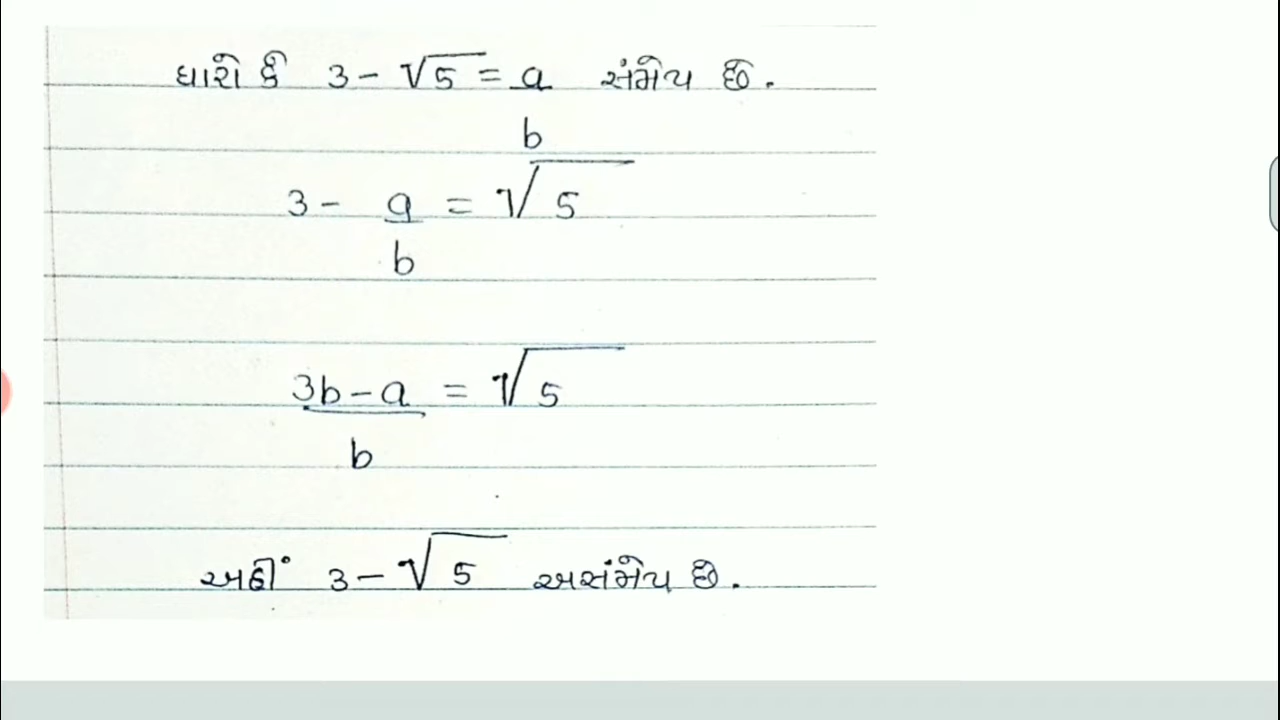 ધારો કે 3 - √5 = a/b સંમેય છે.
3 - a/b = √5
3b - a/b = √5
અહીં 3 - √5 અસંમેય છે.